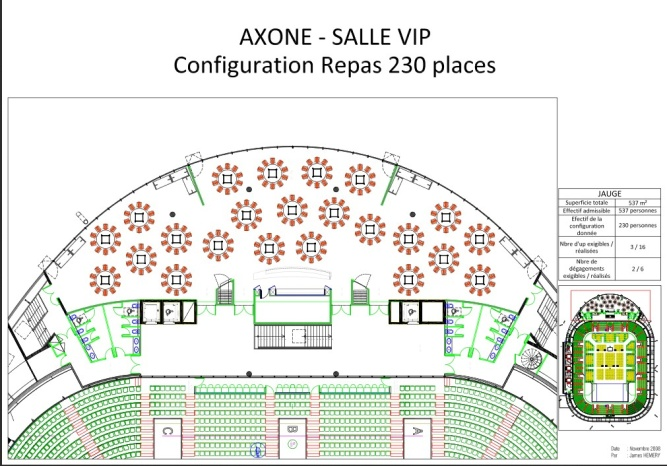 AXONE - SALLE VIP
Configuration Repas 230 places
JAUGE
Superficie totale 537 m²
Effectif admissible 537 personnes
Efectif de la
configuration 230 personnes
donnée
Nbre d'up exigibles / 3 / 16
réalisées
Nbre de
dégagements 2 / 6
exigibles / réalisés
C
B
A
Date : Novembre 2008
Par : James HEMERY